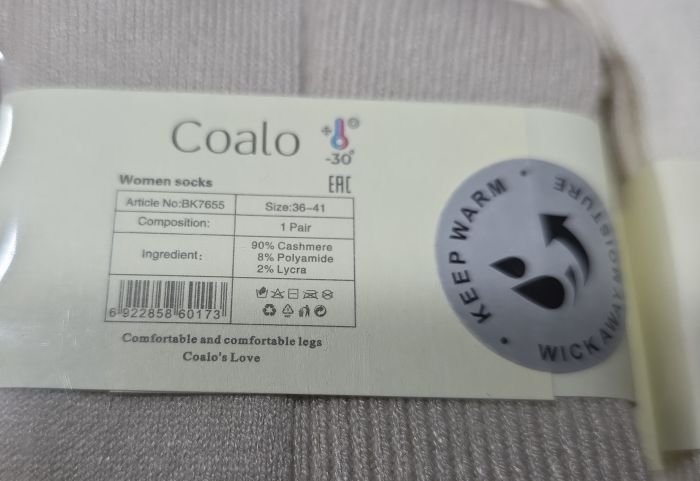 Coalo
-30°
Women socks
EAC
Article No:BK7655
Size:36-41
Composition:
1 Pair
Ingredient:
90% Cashmere
8% Polyamide
2% Lycra
6 922858 60173
Comfortable and comfortable legs
Coalo's Love
KEEP WARM
WICK AWAY MOISTURE